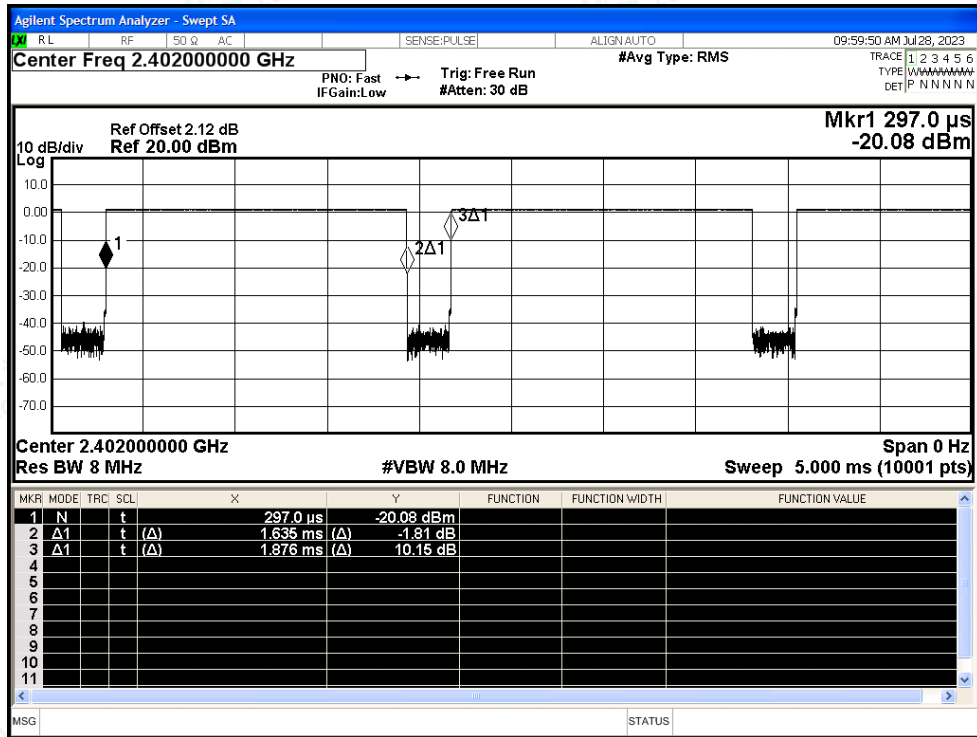 Agilent Spectrum Analyzer - Swept SA
LXI RL RF 50 Ω AC SENSE:PULSE ALIGN AUTO 09:59:50 AM Jul 28, 2023
Center Freq 2.402000000 GHz
PNO: Fast
IFGain:Low
Trig: Free Run
#Atten: 30 dB
#Avg Type: RMS
TRACE 1 2 3 4 5 6
TYPE WWWWWW
DET P N N N N N
Mkr1 297.0 µs
-20.08 dBm
Ref Offset 2.12 dB
10 dB/div Ref 20.00 dBm
Log
10.0
0.00
-10.0
-20.0
-30.0
-40.0
-50.0
-60.0
-70.0
1
2Δ1
3Δ1
Center 2.402000000 GHz Span 0 Hz
Res BW 8 MHz #VBW 8.0 MHz Sweep 5.000 ms (10001 pts)
MKR MODE TRC SCL X Y FUNCTION FUNCTION WIDTH FUNCTION VALUE
1 N t 297.0 µs -20.08 dBm
2 Δ1 t (Δ) 1.635 ms (Δ) -1.81 dB
3 Δ1 t (Δ) 1.876 ms (Δ) 10.15 dB
4
5
6
7
8
9
10
11
MSG STATUS